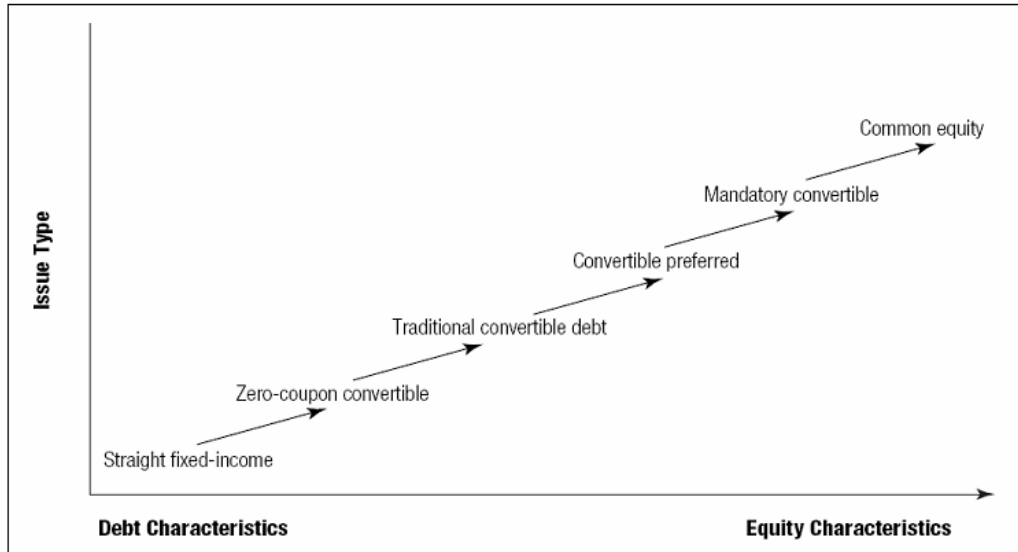 Common equity
Mandatory convertible
Convertible preferred
Traditional convertible debt
Zero-coupon convertible
Straight fixed-income
Issue Type
Debt Characteristics
Equity Characteristics